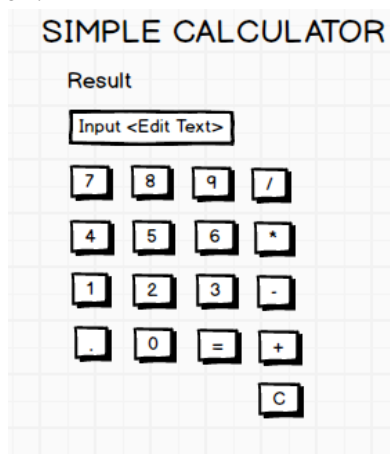 SIMPLE CALCULATOR
Result
Input <Edit Text>
7 8 9 /
4 5 6 *
1 2 3 -
. 0 = +
C